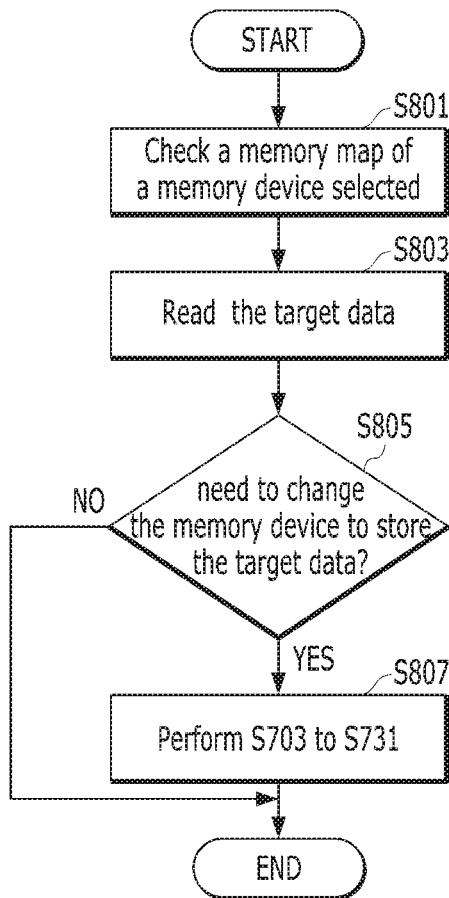 START
S801
Check a memory map of
a memory device selected
S803
Read the target data
S805
need to change
the memory device to store
the target data?
NO
YES
S807
Perform S703 to S731
END